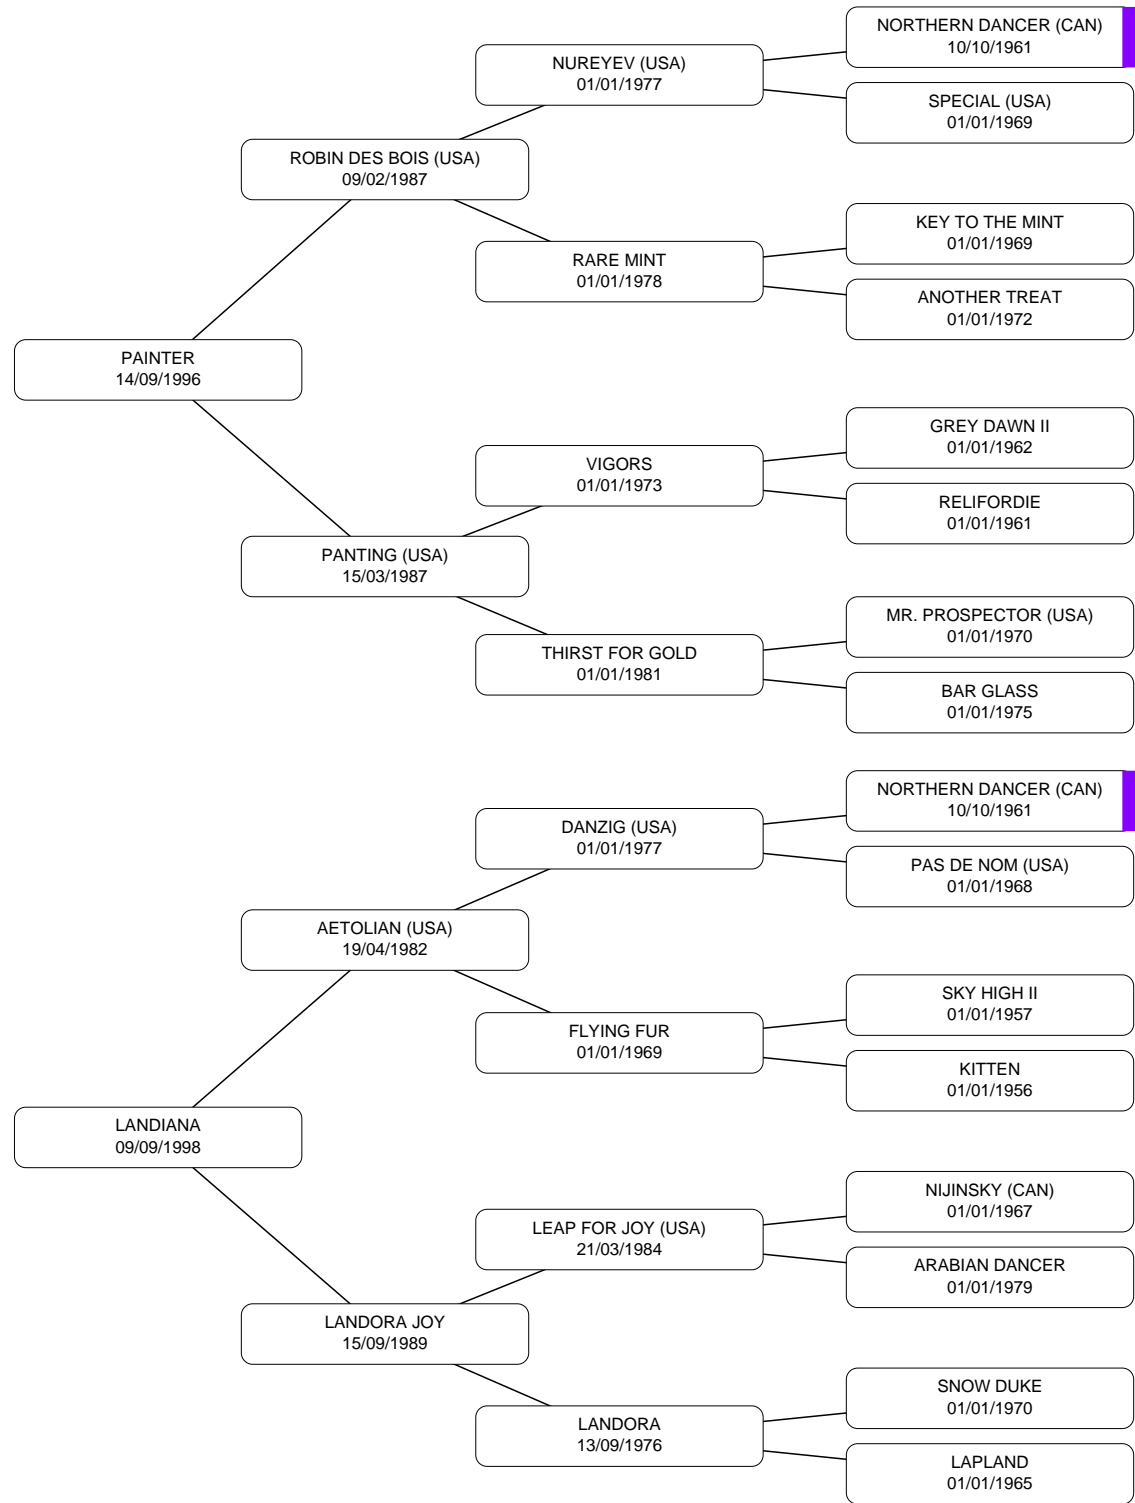 NORTHERN DANCER (CAN)
10/10/1961
NUREYEV (USA)
01/01/1977
SPECIAL (USA)
01/01/1969
ROBIN DES BOIS (USA)
09/02/1987
KEY TO THE MINT
01/01/1969
RARE MINT
01/01/1978
ANOTHER TREAT
01/01/1972
PAINTER
14/09/1996
GREY DAWN II
01/01/1962
VIGORS
01/01/1973
RELIFORDIE
01/01/1961
PANTING (USA)
15/03/1987
MR. PROSPECTOR (USA)
01/01/1970
THIRST FOR GOLD
01/01/1981
BAR GLASS
01/01/1975
NORTHERN DANCER (CAN)
10/10/1961
DANZIG (USA)
01/01/1977
PAS DE NOM (USA)
01/01/1968
AETOLIAN (USA)
19/04/1982
SKY HIGH II
01/01/1957
FLYING FUR
01/01/1969
KITTEN
01/01/1956
LANDIANA
09/09/1998
NIJINSKY (CAN)
01/01/1967
LEAP FOR JOY (USA)
21/03/1984
ARABIAN DANCER
01/01/1979
LANDORA JOY
15/09/1989
SNOW DUKE
01/01/1970
LANDORA
13/09/1976
LAPLAND
01/01/1965